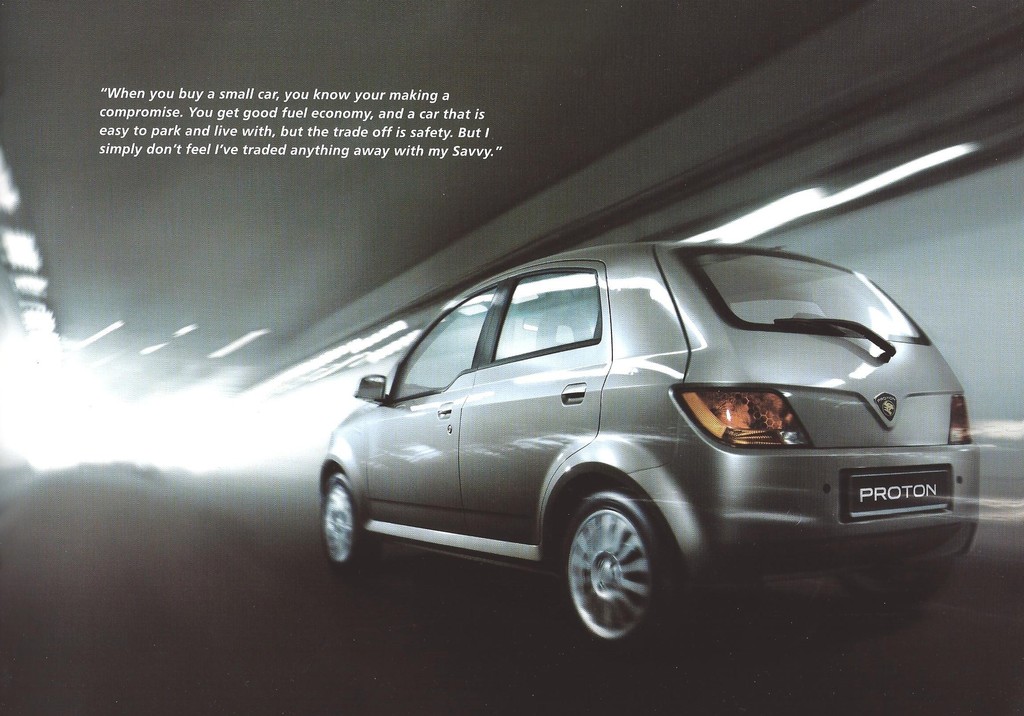 “When you buy a small car, you know your making a
compromise. You get good fuel economy, and a car that is
easy to park and live with, but the trade off is safety. But I
simply don’t feel I’ve traded anything away with my Savvy.”
PROTON
PROTON